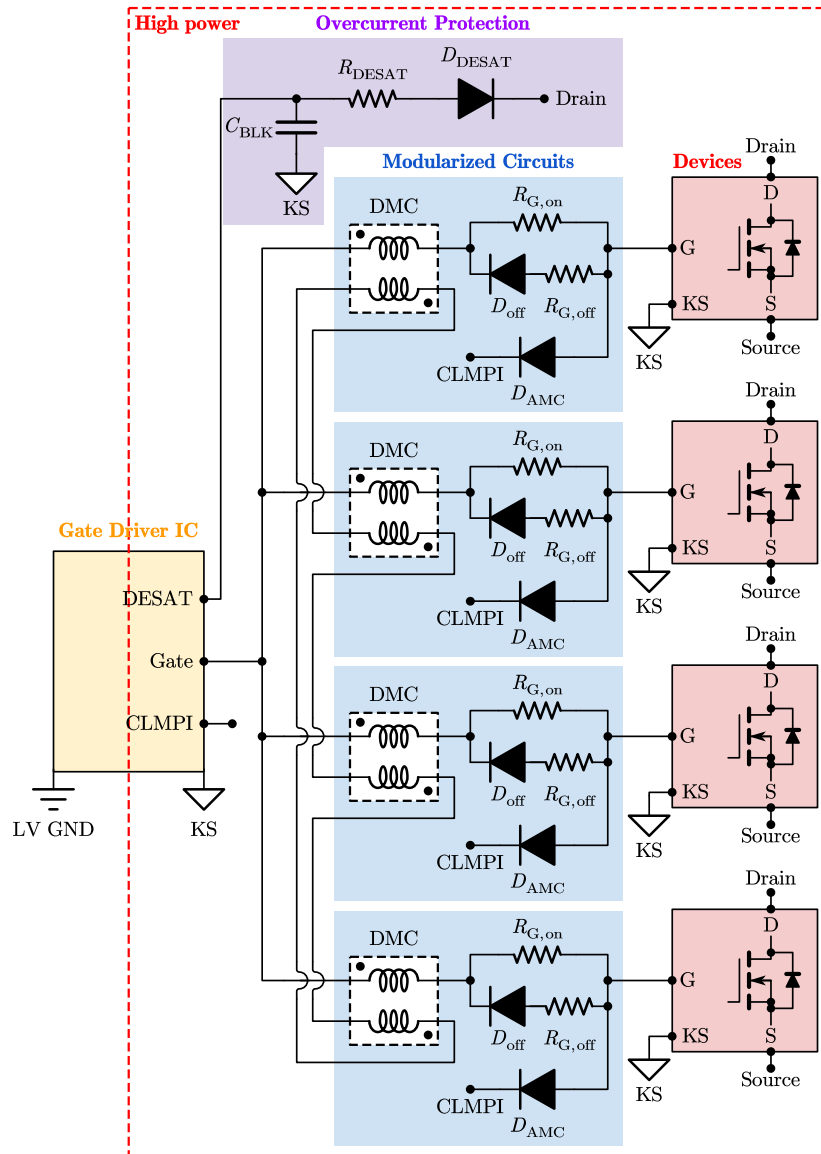 High power
Overcurrent Protection
R_DESAT
D_DESAT
Drain
C_BLK
KS
Modularized Circuits
Devices
Drain
DMC
R_G,on
D
G
D_off
R_G,off
KS
S
KS
CLMPI
D_AMC
Source
Drain
DMC
R_G,on
D
G
D_off
R_G,off
KS
S
KS
CLMPI
D_AMC
Source
Gate Driver IC
DESAT
Gate
CLMPI
LV GND
KS
Drain
DMC
R_G,on
D
G
D_off
R_G,off
KS
S
KS
CLMPI
D_AMC
Source
Drain
DMC
R_G,on
D
G
D_off
R_G,off
KS
S
KS
CLMPI
D_AMC
Source